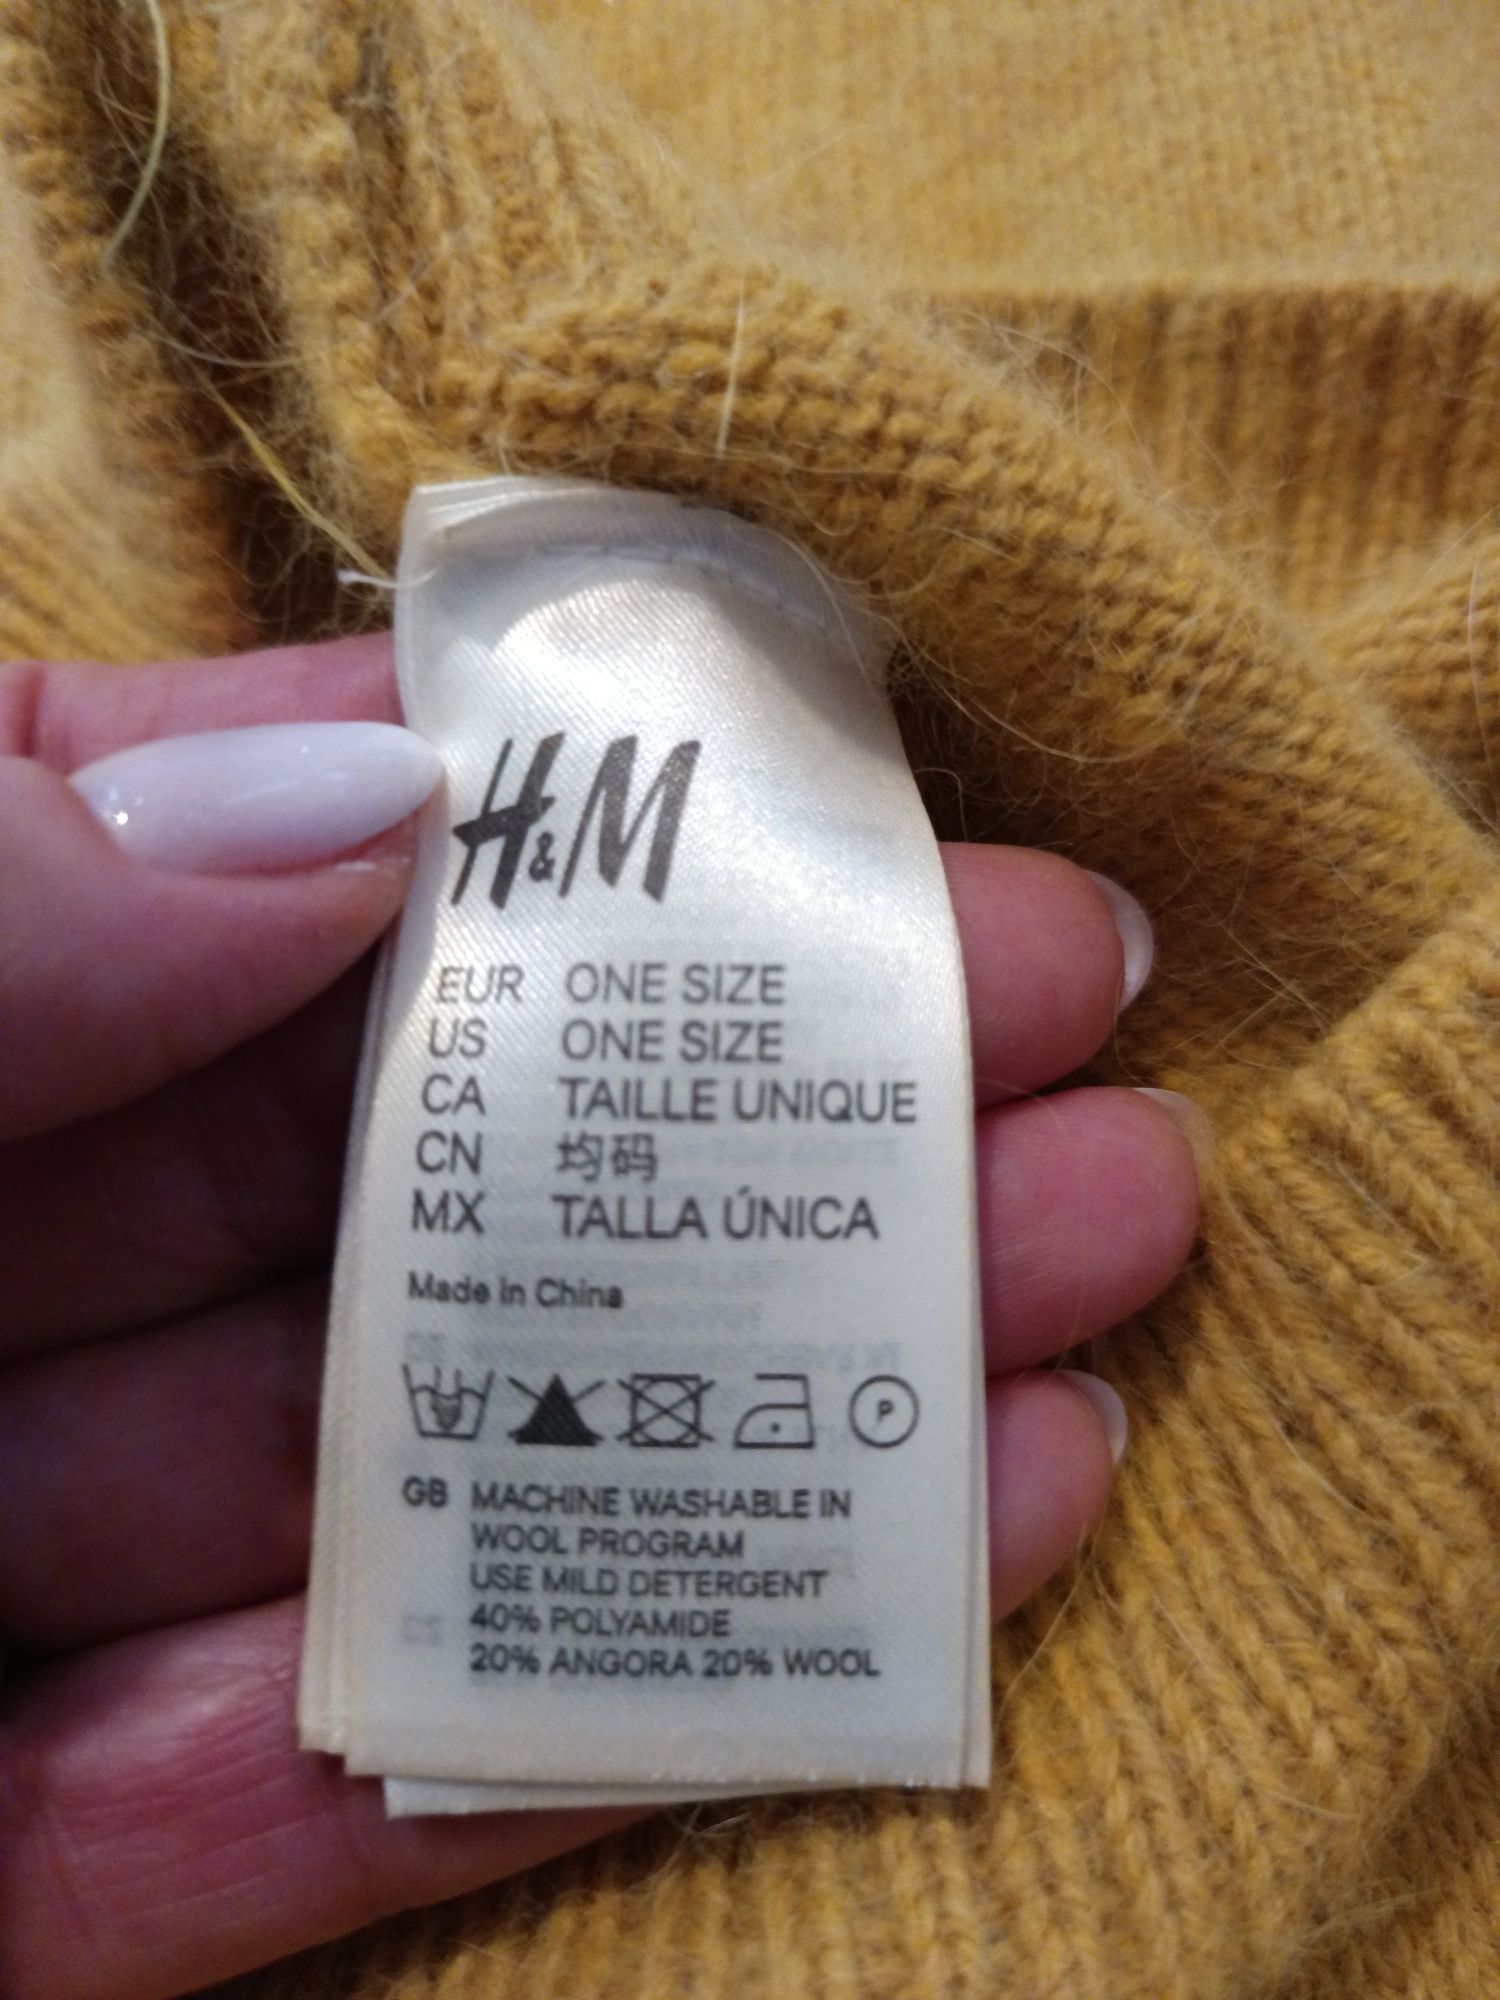 H&M
EUR ONE SIZE
US ONE SIZE
CA TAILLE UNIQUE
CN 均码
MX TALLA ÚNICA
Made in China
P
GB MACHINE WASHABLE IN
WOOL PROGRAM
USE MILD DETERGENT
40% POLYAMIDE
20% ANGORA 20% WOOL